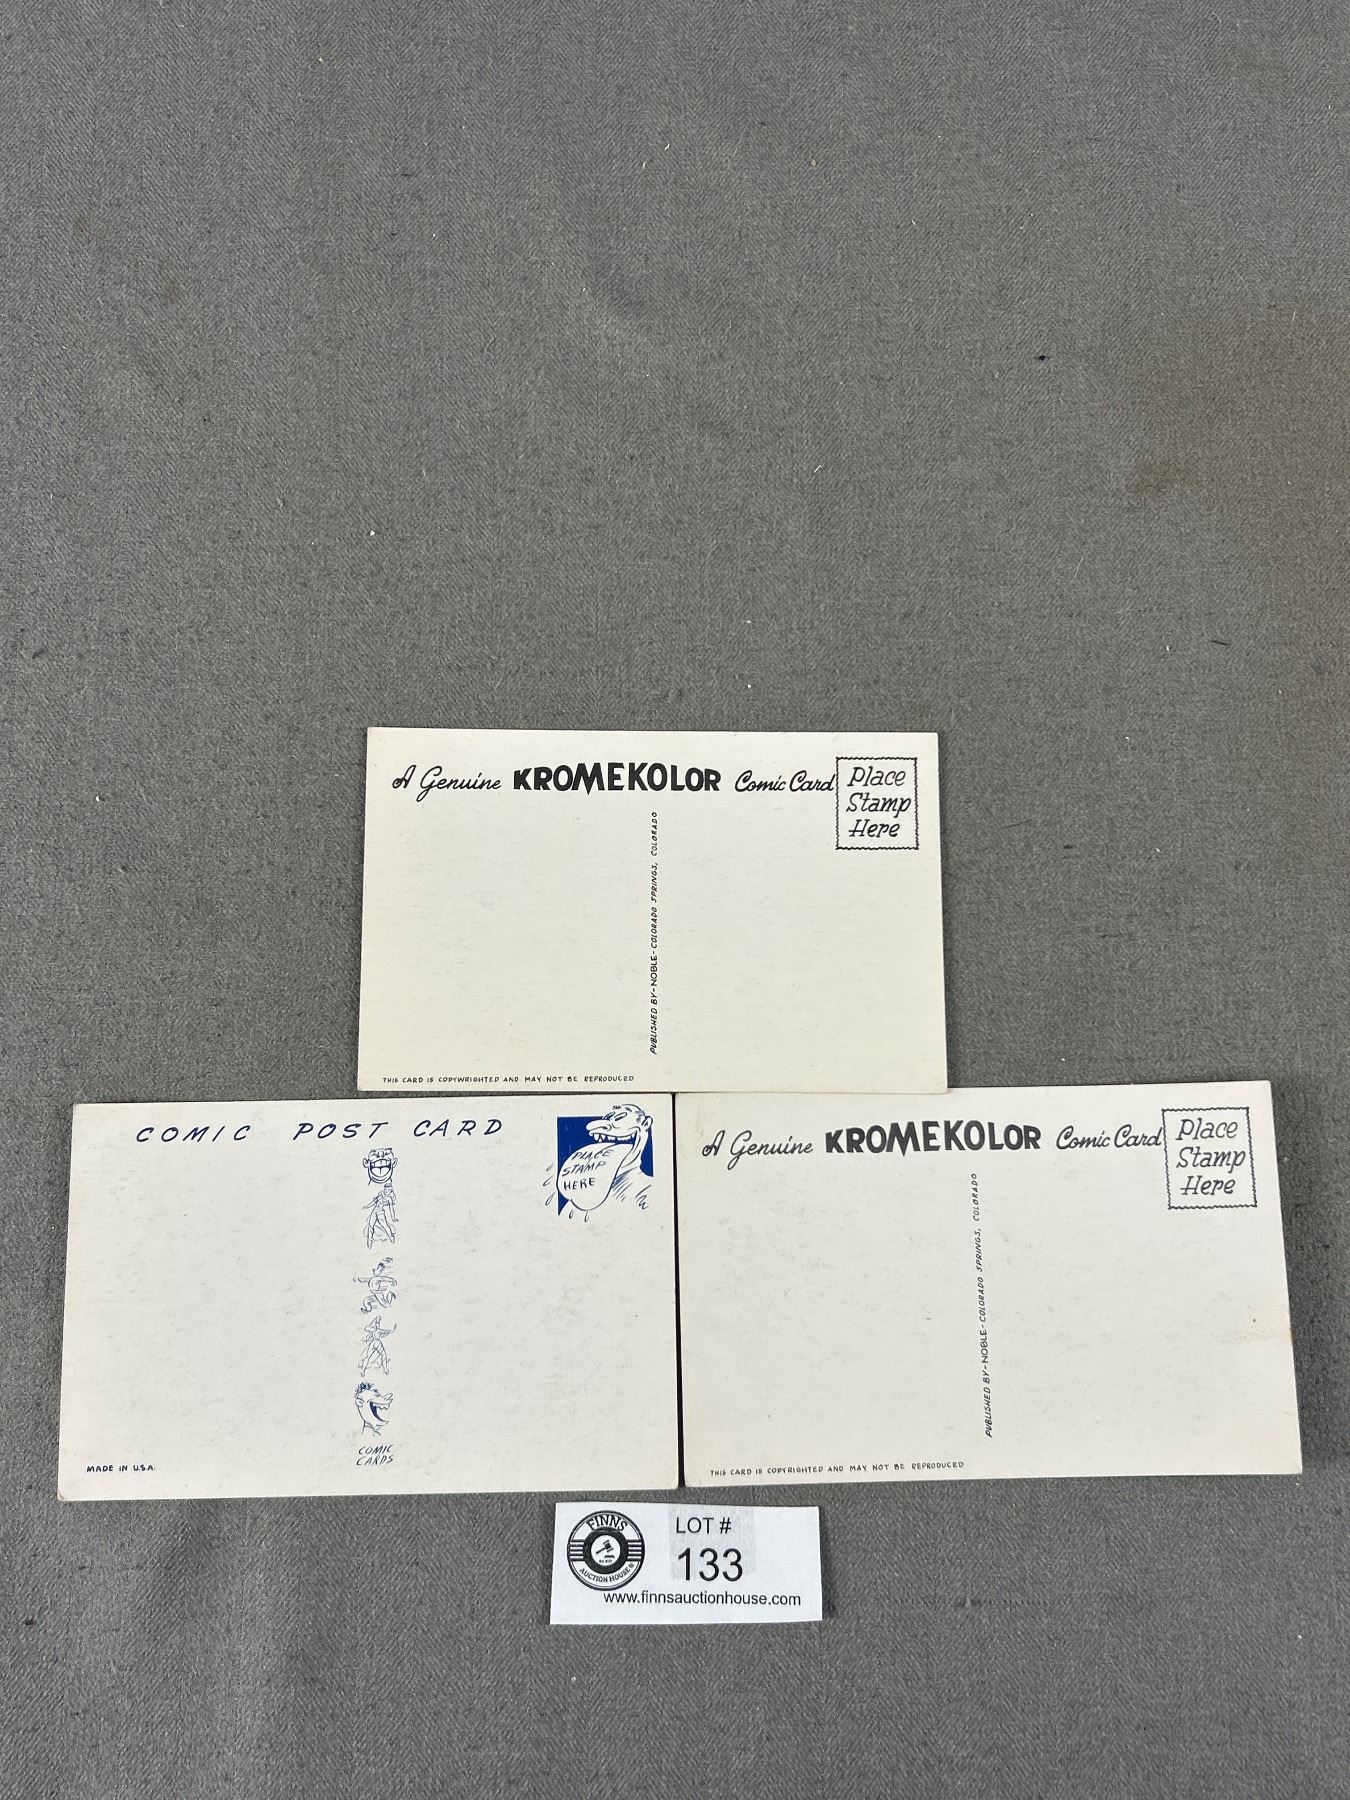 A Genuine KROMEKOLOR Comic Card
Place
Stamp
Here
PUBLISHED BY-NOBLE-COLORADO SPRINGS, COLORADO
THIS CARD IS COPYWRIGHTED AND MAY NOT BE REPRODUCED
COMIC POST CARD
PLACE
STAMP
HERE
COMIC
CARDS
MADE IN U.S.A.
A Genuine KROMEKOLOR Comic Card
Place
Stamp
Here
PUBLISHED BY-NOBLE-COLORADO SPRINGS, COLORADO
THIS CARD IS COPYRIGHTED AND MAY NOT BE REPRODUCED
FINNS
AUCTION HOUSE
LOT #
133
www.finnsauctionhouse.com